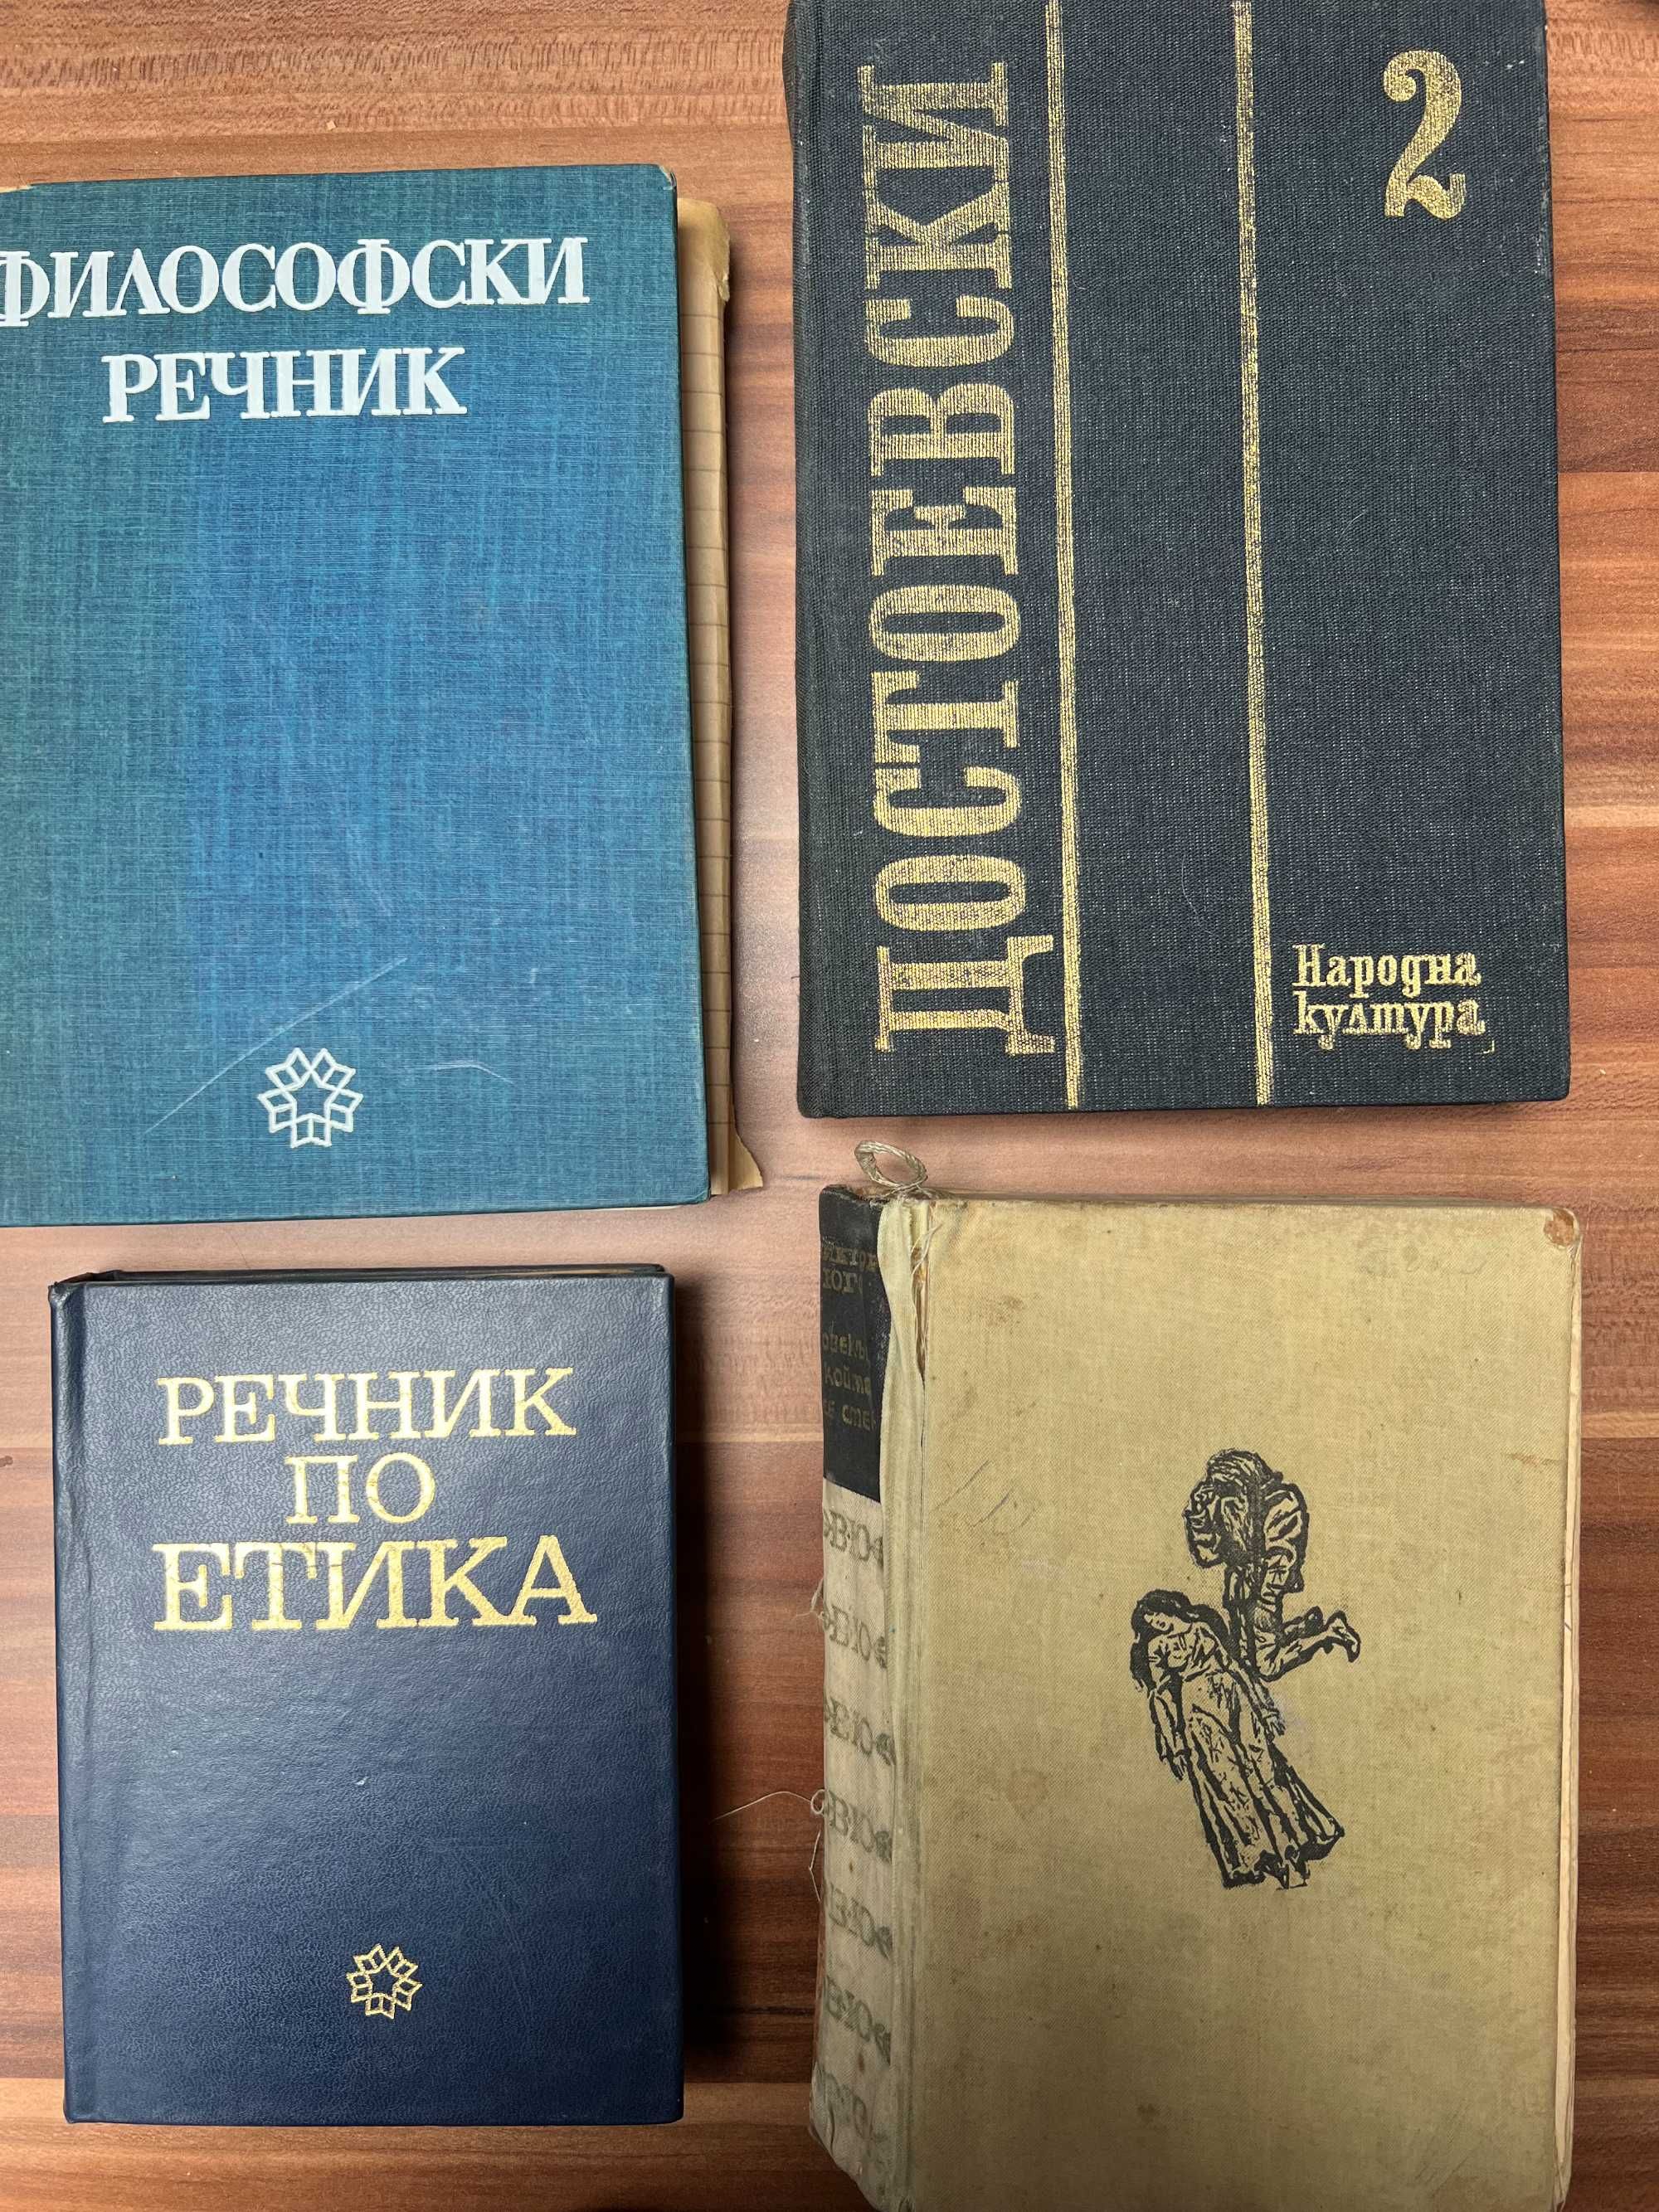 ФИЛОСОФСКИ
РЕЧНИК
ДОСТОЕВСКИ
2
Народна
култура
РЕЧНИК
ПО
ЕТИКА